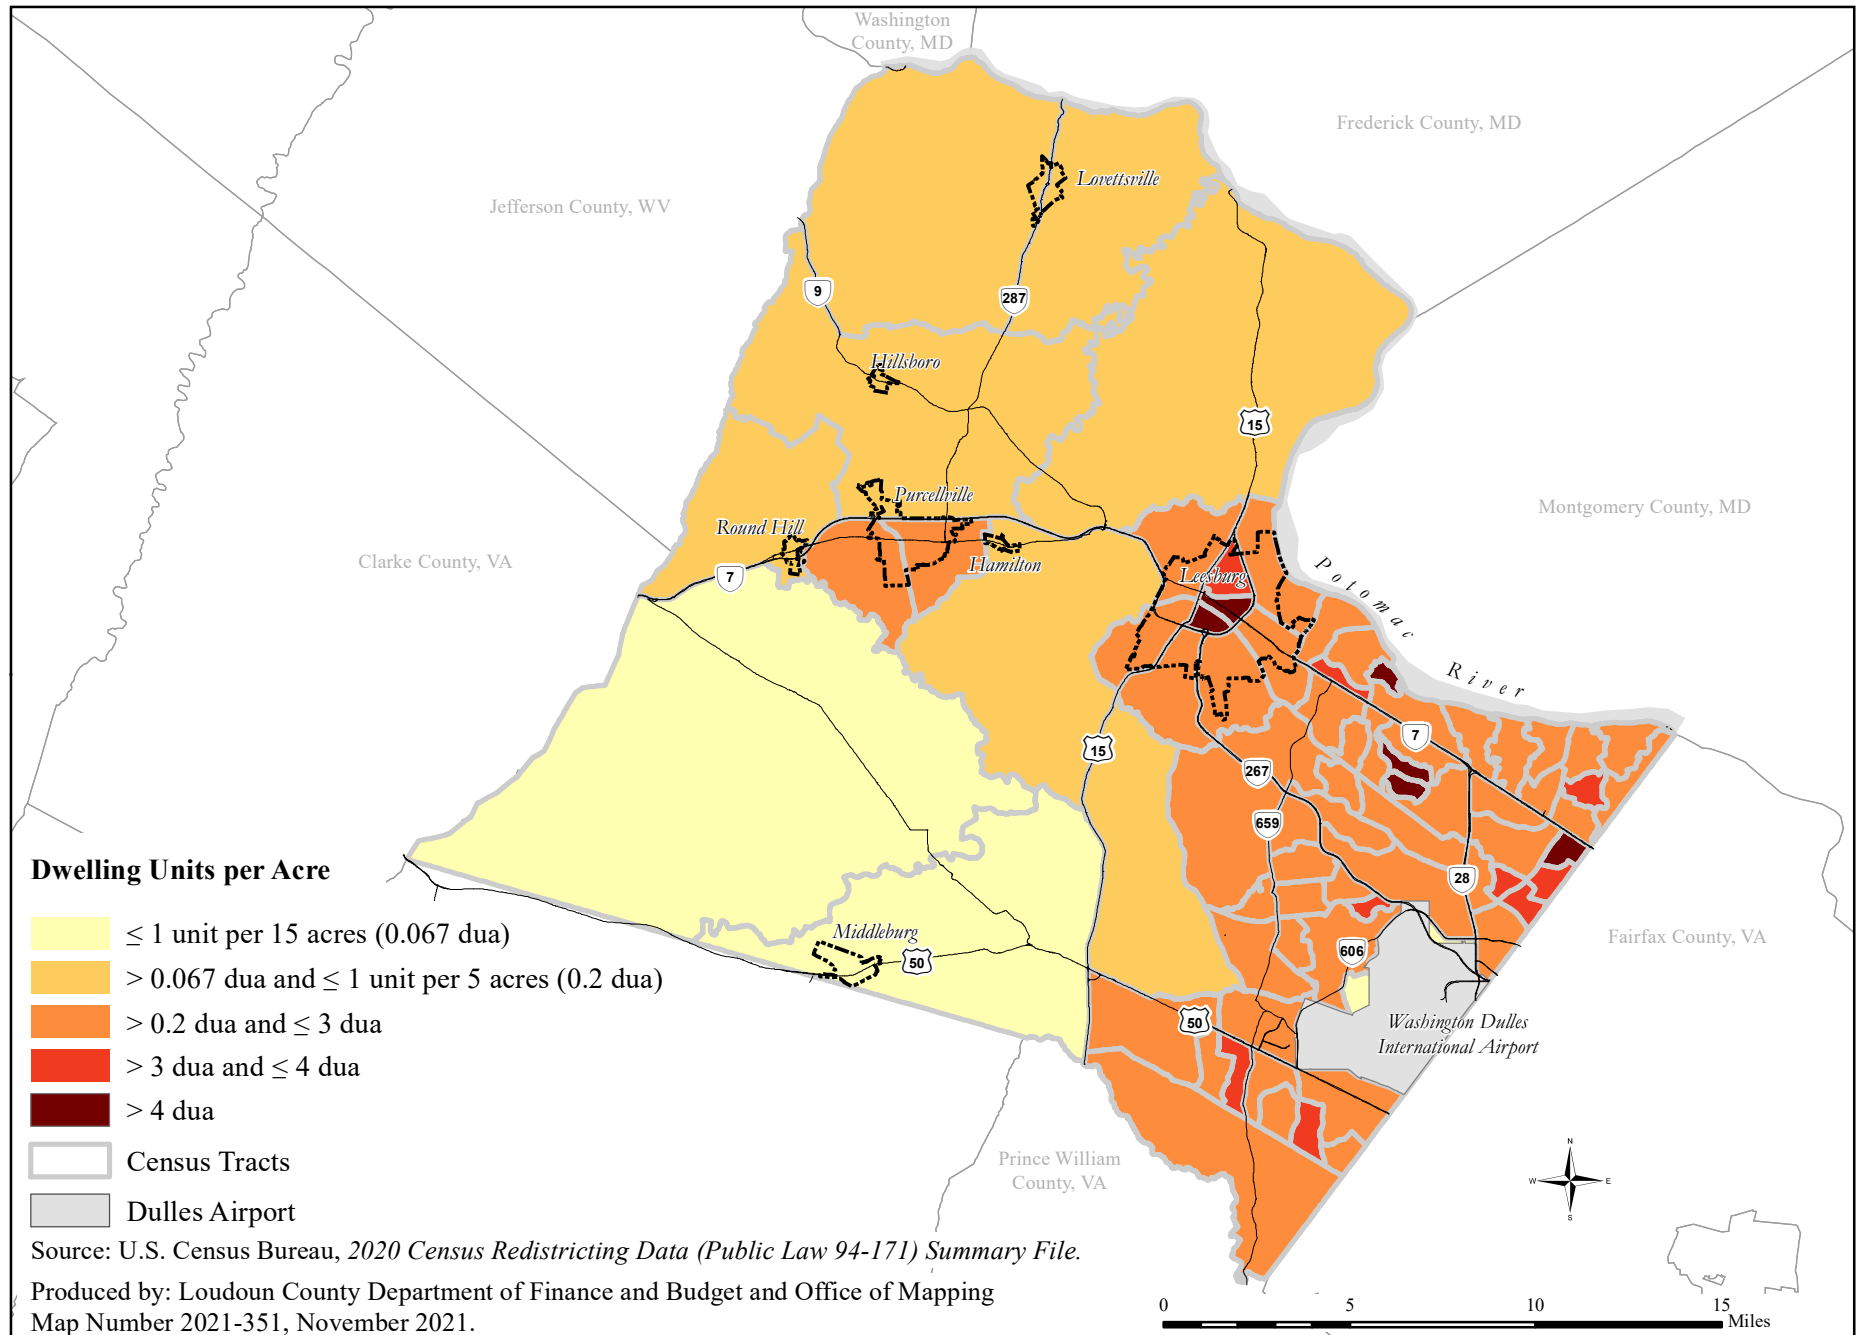 Washington
County, MD
Frederick County, MD
Lovettsville
Jefferson County, WV
9
287
Hillsboro
15
Purcellville
Montgomery County, MD
Round Hill
Clarke County, VA
Hamilton
7
Leesburg
Potomac
River
7
15
267
659
28
Dwelling Units per Acre
≤ 1 unit per 15 acres (0.067 dua)
> 0.067 dua and ≤ 1 unit per 5 acres (0.2 dua)
> 0.2 dua and ≤ 3 dua
> 3 dua and ≤ 4 dua
> 4 dua
Census Tracts
Dulles Airport
Middleburg
50
606
Fairfax County, VA
50
Washington Dulles
International Airport
Prince William
County, VA
N
W
E
S
Source: U.S. Census Bureau, 2020 Census Redistricting Data (Public Law 94-171) Summary File.
Produced by: Loudoun County Department of Finance and Budget and Office of Mapping
Map Number 2021-351, November 2021.
0 5 10 15
Miles